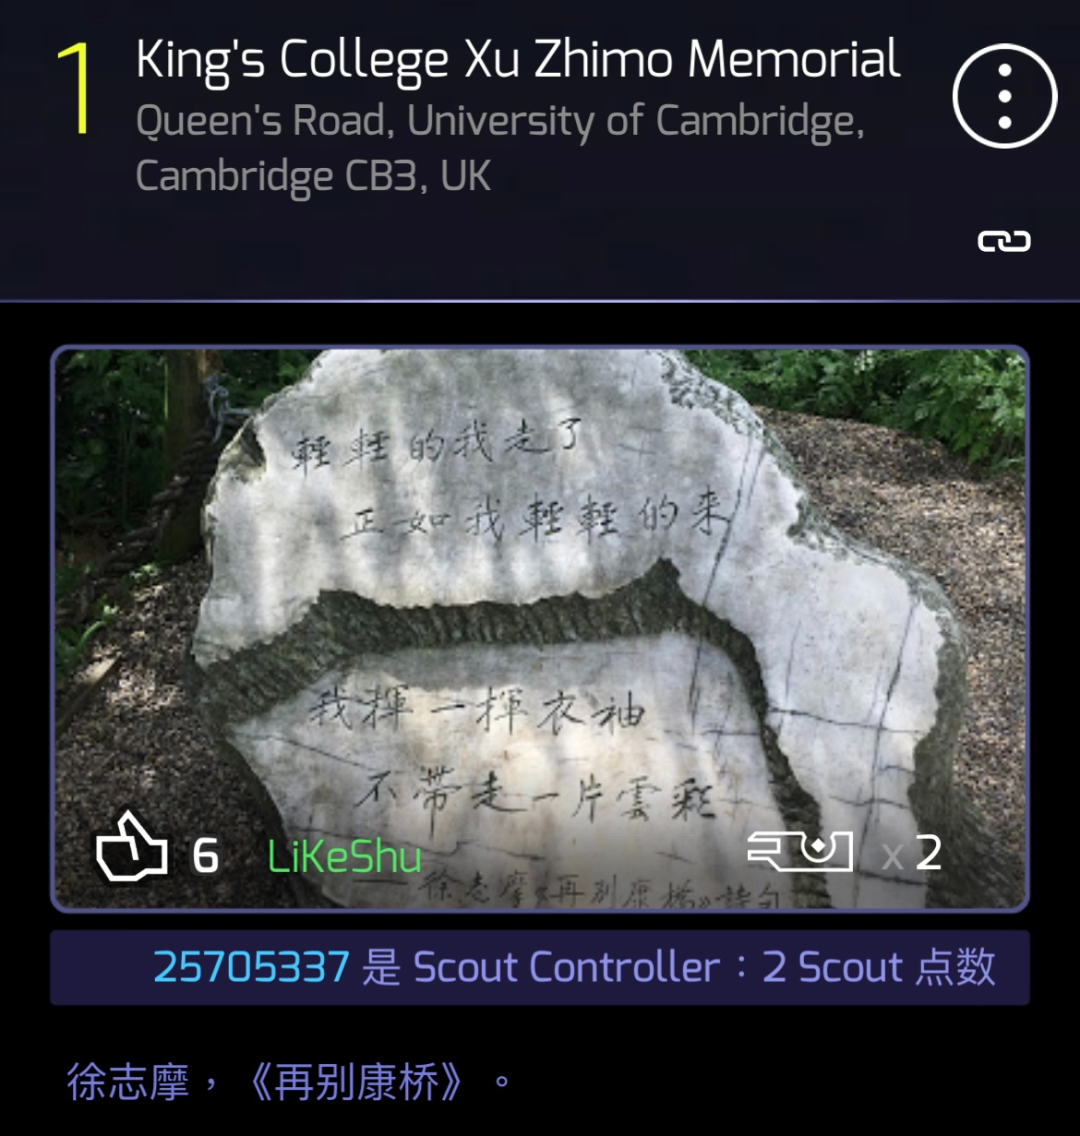 1
King's College Xu Zhimo Memorial
Queen's Road, University of Cambridge,
Cambridge CB3, UK
輕輕的我走了
正如我輕輕的来
我揮一揮衣袖
不帶走一片雲彩
徐志摩《再别康橋》詩句
6 LiKeShu x 2
25705337 是 Scout Controller：2 Scout 点数
徐志摩，《再别康桥》。